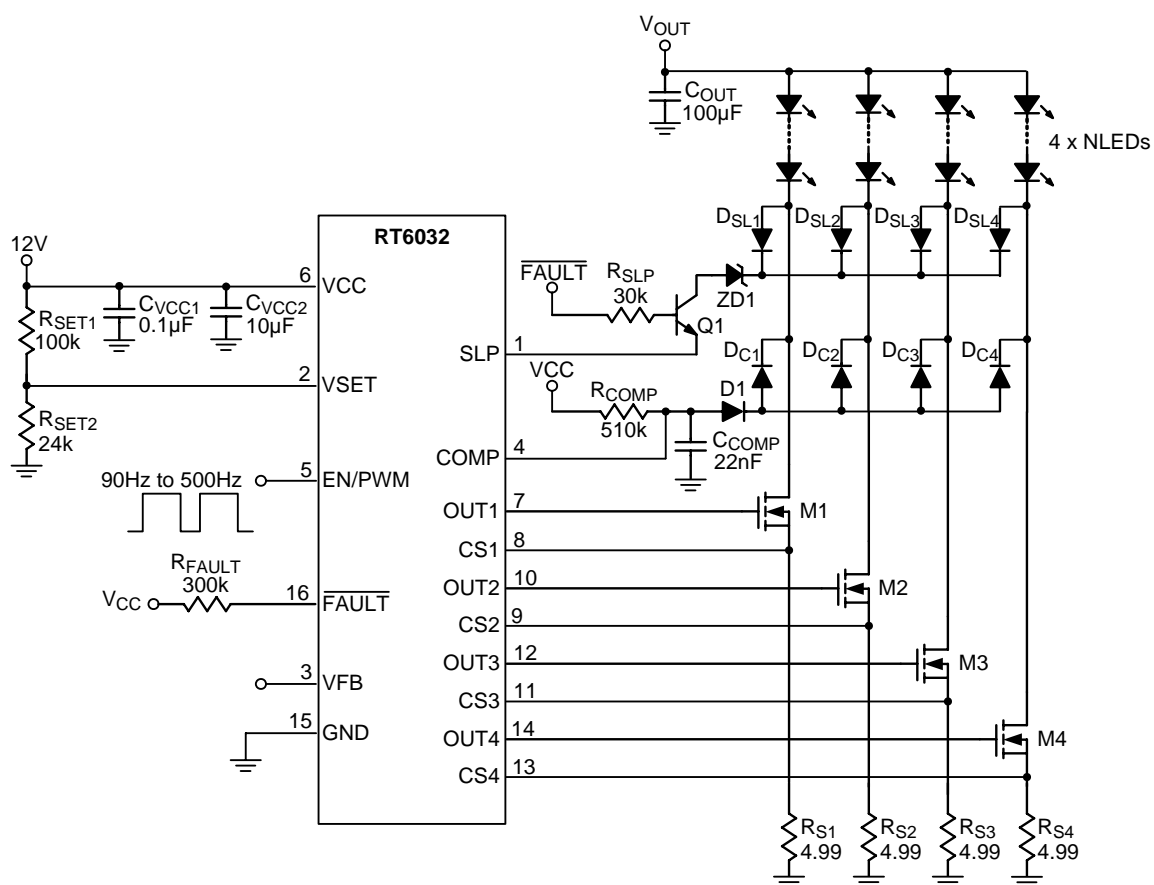 VOUT
COUT
100µF
4 x NLEDs
DSL1
DSL2
DSL3
DSL4
RT6032
12V
FAULT
RSLP
30k
6
VCC
ZD1
CVCC1
0.1µF
CVCC2
10µF
Q1
RSET1
100k
1
SLP
DC1
DC2
DC3
DC4
VCC
2
VSET
RCOMP
510k
D1
RSET2
24k
CCOMP
22nF
4
COMP
90Hz to 500Hz
5
EN/PWM
7
OUT1
M1
8
CS1
RFAULT
300k
10
OUT2
M2
VCC
16
FAULT
9
CS2
12
OUT3
M3
3
VFB
11
CS3
15
GND
14
OUT4
M4
13
CS4
RS1
4.99
RS2
4.99
RS3
4.99
RS4
4.99